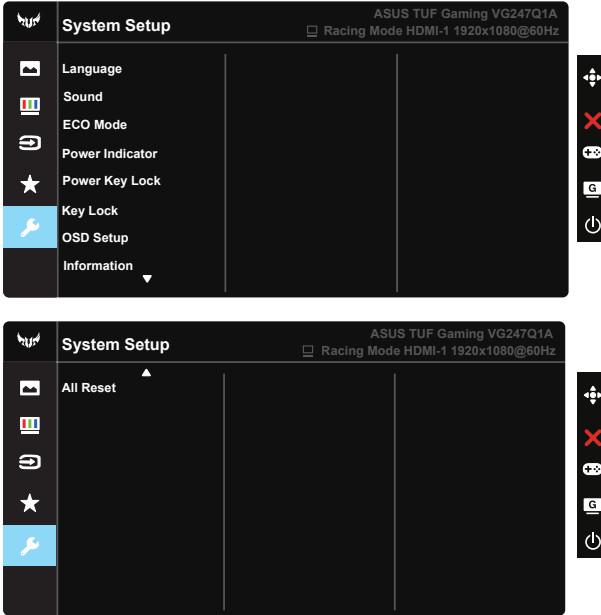 System Setup
ASUS TUF Gaming VG247Q1A
Racing Mode HDMI-1 1920x1080@60Hz
Language
Sound
ECO Mode
Power Indicator
Power Key Lock
Key Lock
OSD Setup
Information
G
System Setup
ASUS TUF Gaming VG247Q1A
Racing Mode HDMI-1 1920x1080@60Hz
All Reset
G